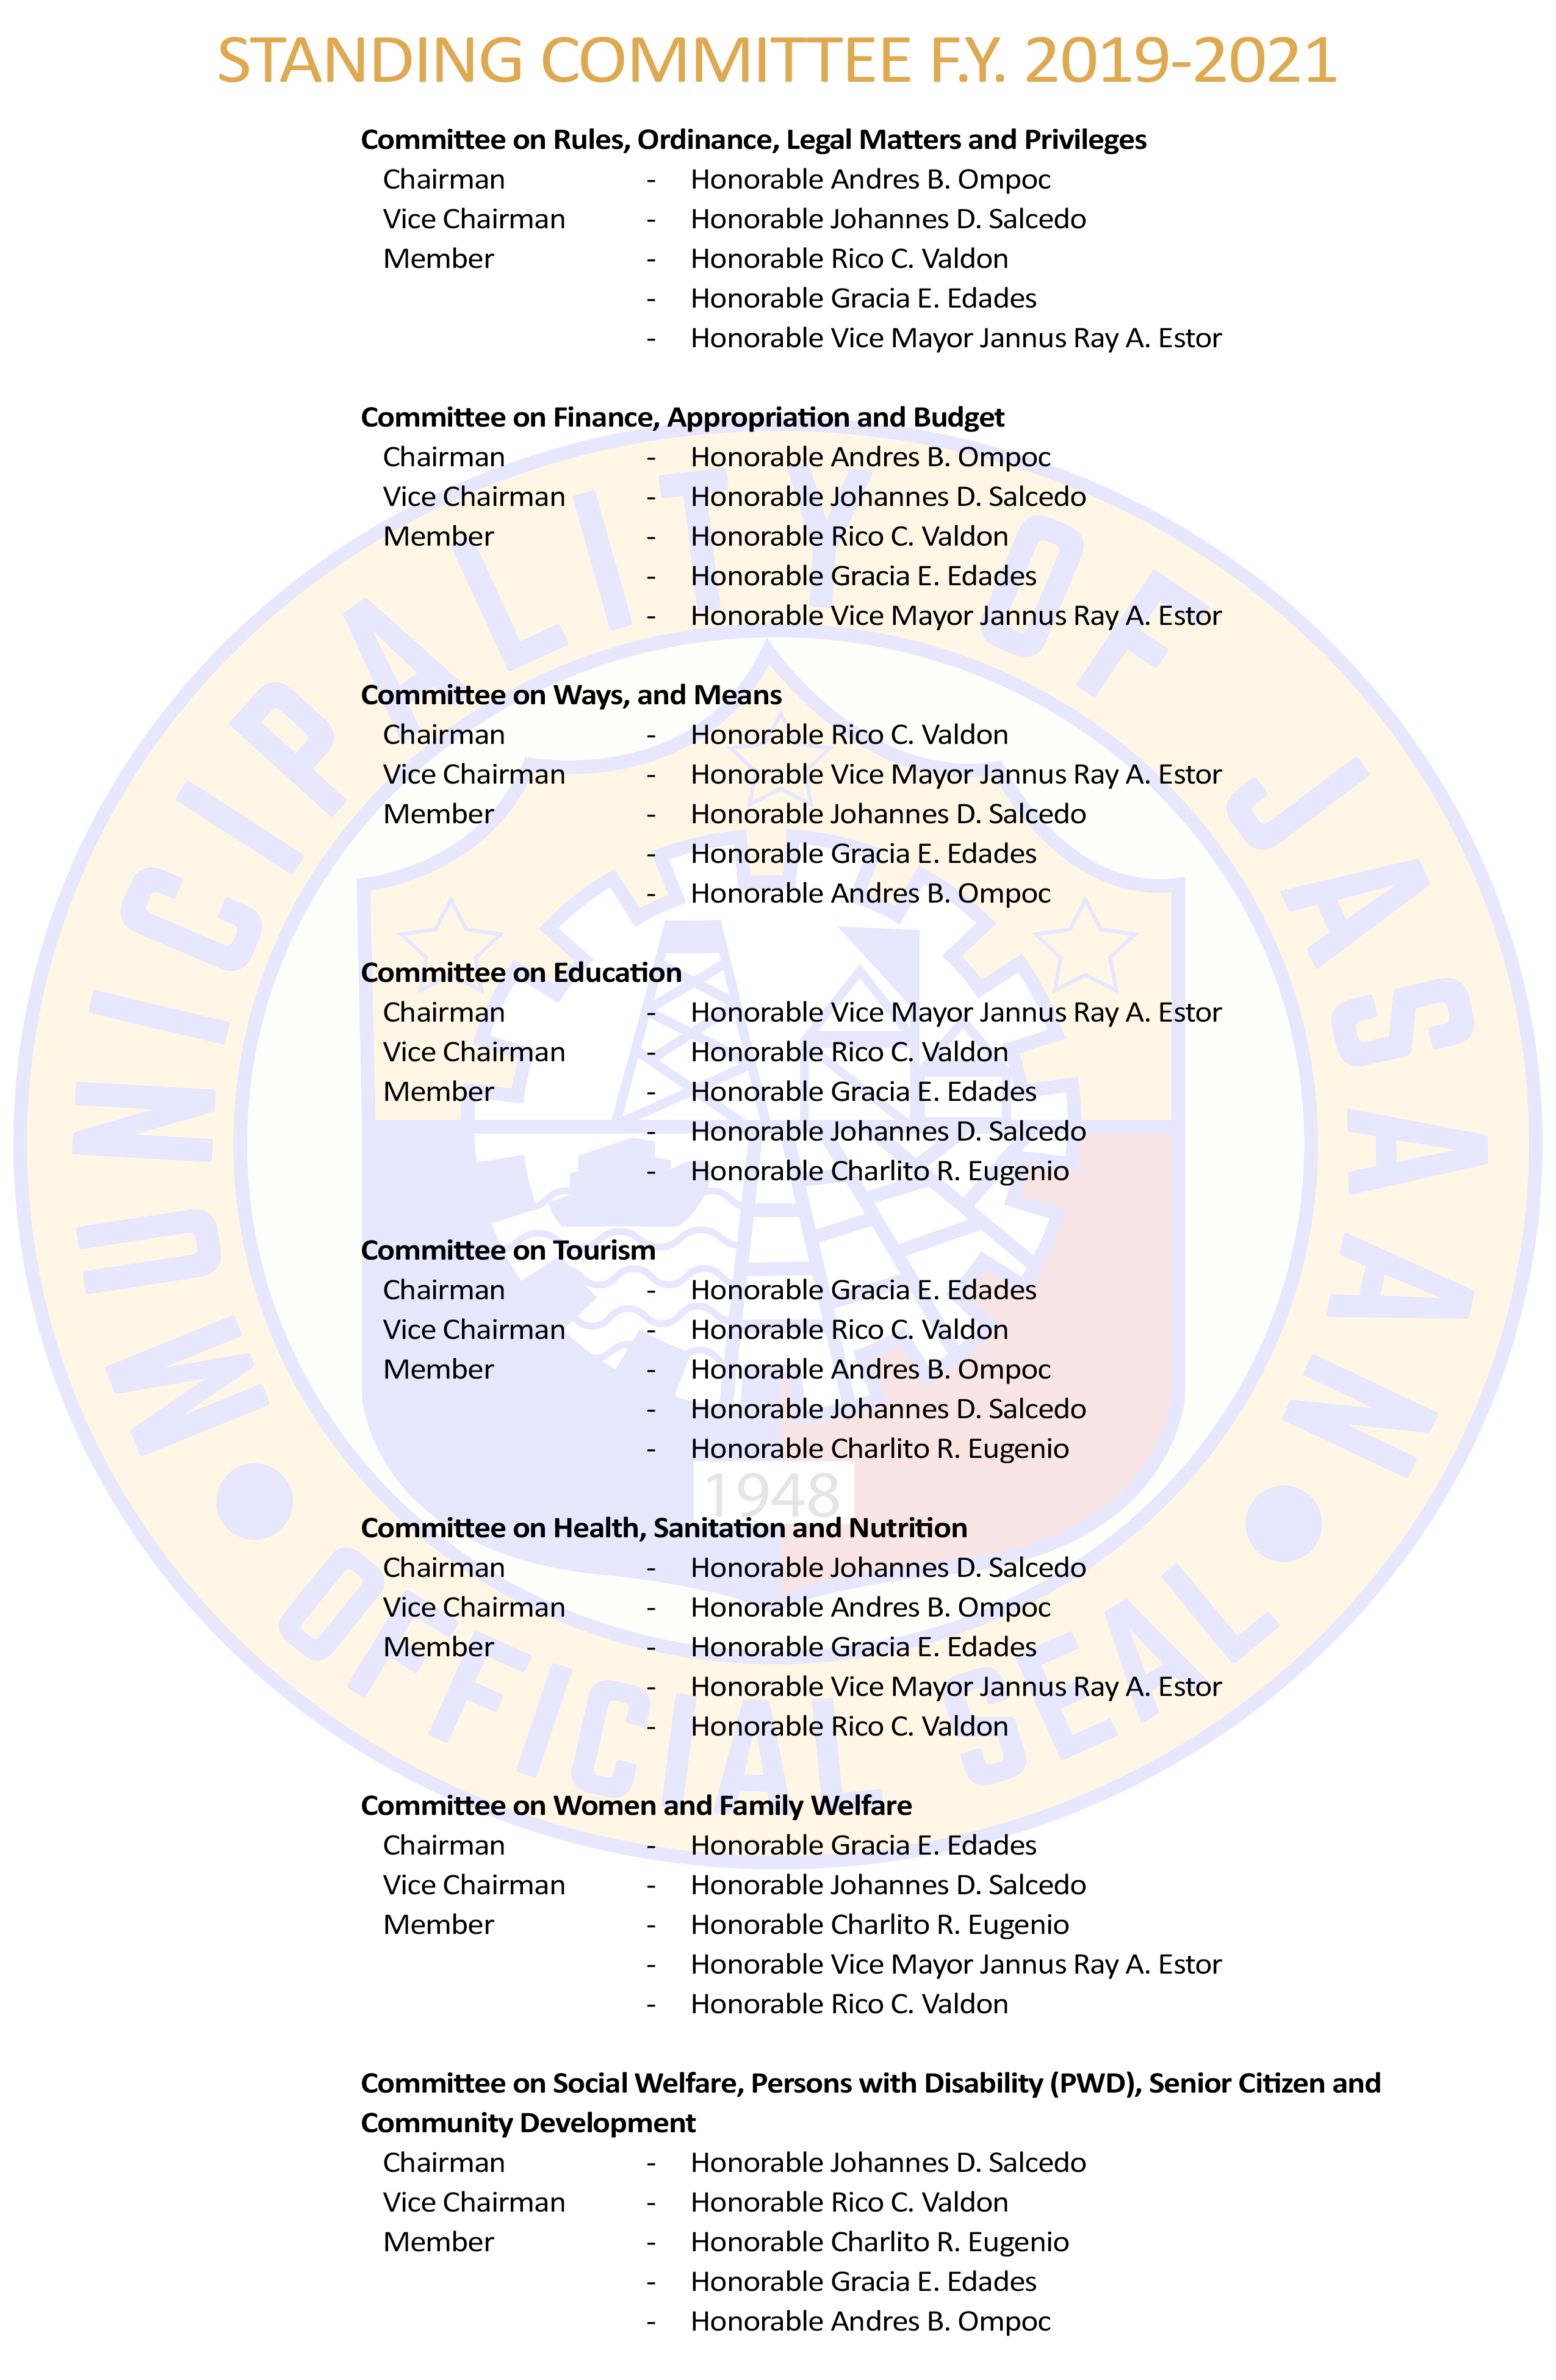 STANDING COMMITTEE F.Y. 2019-2021
Committee on Rules, Ordinance, Legal Matters and Privileges
Chairman - Honorable Andres B. Ompoc
Vice Chairman - Honorable Johannes D. Salcedo
Member - Honorable Rico C. Valdon
- Honorable Gracia E. Edades
- Honorable Vice Mayor Jannus Ray A. Estor
Committee on Finance, Appropriation and Budget
Chairman - Honorable Andres B. Ompoc
Vice Chairman - Honorable Johannes D. Salcedo
Member - Honorable Rico C. Valdon
- Honorable Gracia E. Edades
- Honorable Vice Mayor Jannus Ray A. Estor
Committee on Ways, and Means
Chairman - Honorable Rico C. Valdon
Vice Chairman - Honorable Vice Mayor Jannus Ray A. Estor
Member - Honorable Johannes D. Salcedo
- Honorable Gracia E. Edades
- Honorable Andres B. Ompoc
Committee on Education
Chairman - Honorable Vice Mayor Jannus Ray A. Estor
Vice Chairman - Honorable Rico C. Valdon
Member - Honorable Gracia E. Edades
- Honorable Johannes D. Salcedo
- Honorable Charlito R. Eugenio
Committee on Tourism
Chairman - Honorable Gracia E. Edades
Vice Chairman - Honorable Rico C. Valdon
Member - Honorable Andres B. Ompoc
- Honorable Johannes D. Salcedo
- Honorable Charlito R. Eugenio
Committee on Health, Sanitation and Nutrition
Chairman - Honorable Johannes D. Salcedo
Vice Chairman - Honorable Andres B. Ompoc
Member - Honorable Gracia E. Edades
- Honorable Vice Mayor Jannus Ray A. Estor
- Honorable Rico C. Valdon
Committee on Women and Family Welfare
Chairman - Honorable Gracia E. Edades
Vice Chairman - Honorable Johannes D. Salcedo
Member - Honorable Charlito R. Eugenio
- Honorable Vice Mayor Jannus Ray A. Estor
- Honorable Rico C. Valdon
Committee on Social Welfare, Persons with Disability (PWD), Senior Citizen and
Community Development
Chairman - Honorable Johannes D. Salcedo
Vice Chairman - Honorable Rico C. Valdon
Member - Honorable Charlito R. Eugenio
- Honorable Gracia E. Edades
- Honorable Andres B. Ompoc
MUNICIPALITY OF JASAAN
1948
OFFICIAL SEAL